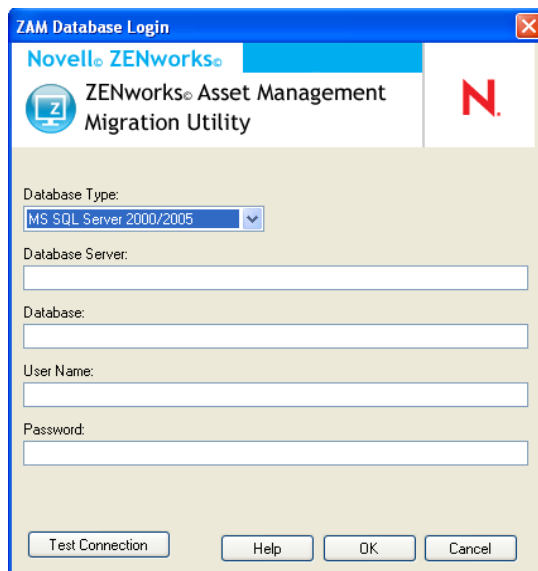 ZAM Database Login
Novell© ZENworks©
ZENworks© Asset Management
Migration Utility
Z
N.
Database Type:
MS SQL Server 2000/2005
Database Server:
Database:
User Name:
Password:
Test Connection
Help
OK
Cancel